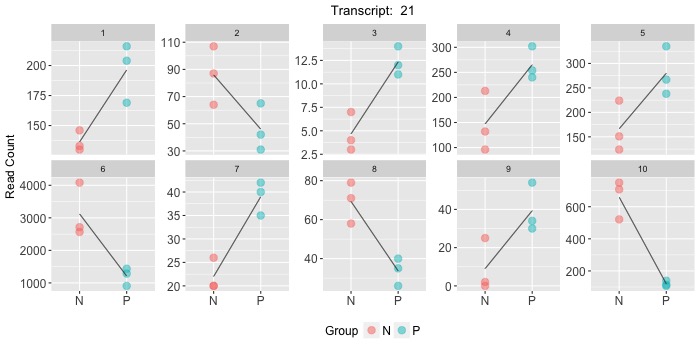 Transcript: 21
1 2 3 4 5
200 175 150
110 90 70 50 30
12.5 10.0 7.5 5.0 2.5
300 250 200 150 100
300 250 200 150
Read Count
6 7 8 9 10
4000 3000 2000 1000
40 35 30 25 20
80 60 40
40 20 0
600 400 200
N P N P N P N P N P
Group N P